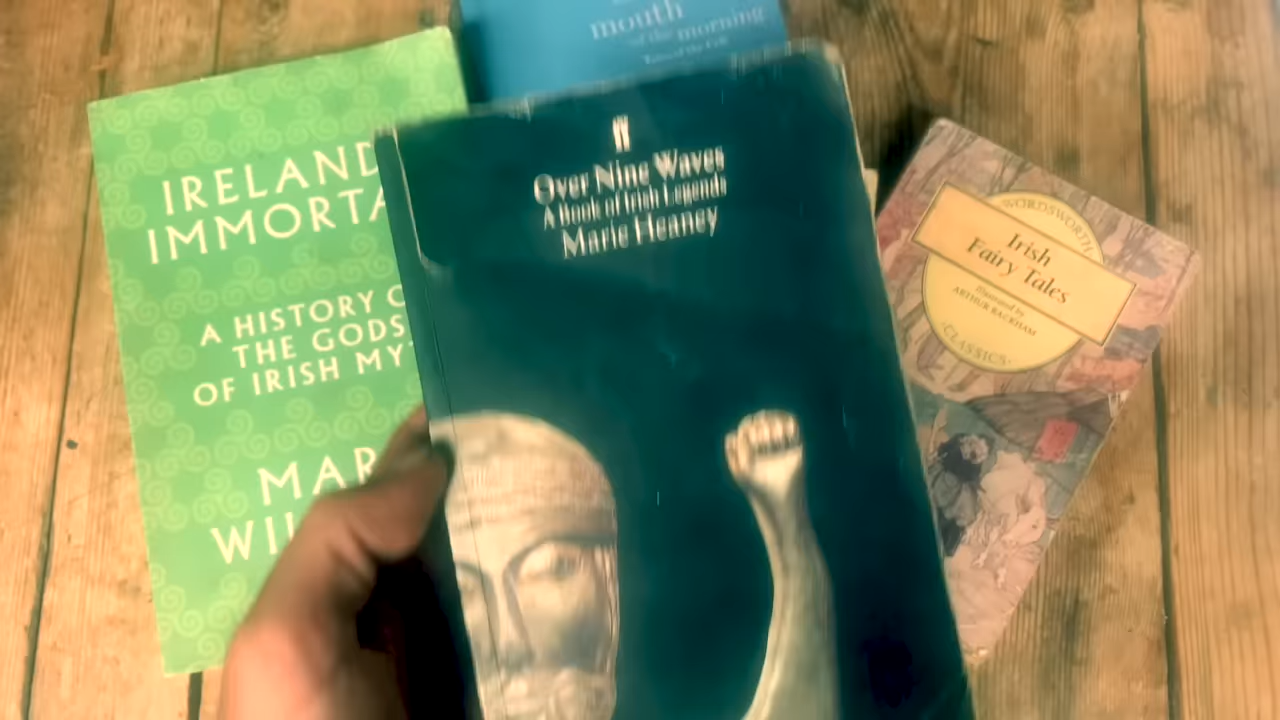 mouth
of the morning
Over Nine Waves
A Book of Irish Legends
Marie Heaney
IRELAND
IMMORTA
A HISTORY O
THE GODS
OF IRISH MY
MAR
WIL
WORDSWORTH
Irish
Fairy Tales
Illustrated by
ARTHUR RACKHAM
CLASSICS